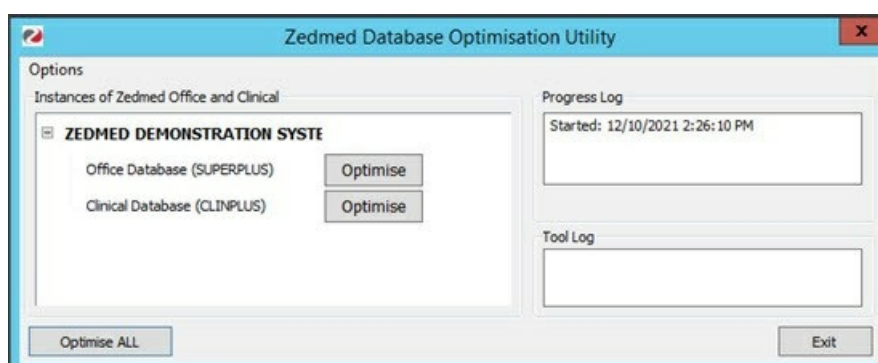 Zedmed Database Optimisation Utility
x
Options
Instances of Zedmed Office and Clinical
ZEDMED DEMONSTRATION SYSTE
Office Database (SUPERPLUS)
Optimise
Clinical Database (CLINPLUS)
Optimise
Optimise ALL
Progress Log
Started: 12/10/2021 2:26:10 PM
Tool Log
Exit